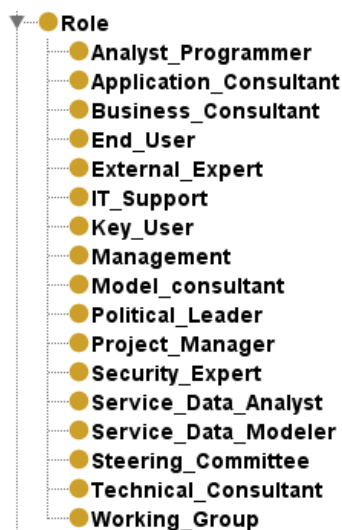 Role
Analyst_Programmer
Application_Consultant
Business_Consultant
End_User
External_Expert
IT_Support
Key_User
Management
Model_consultant
Political_Leader
Project_Manager
Security_Expert
Service_Data_Analyst
Service_Data_Modeler
Steering_Committee
Technical_Consultant
Working_Group